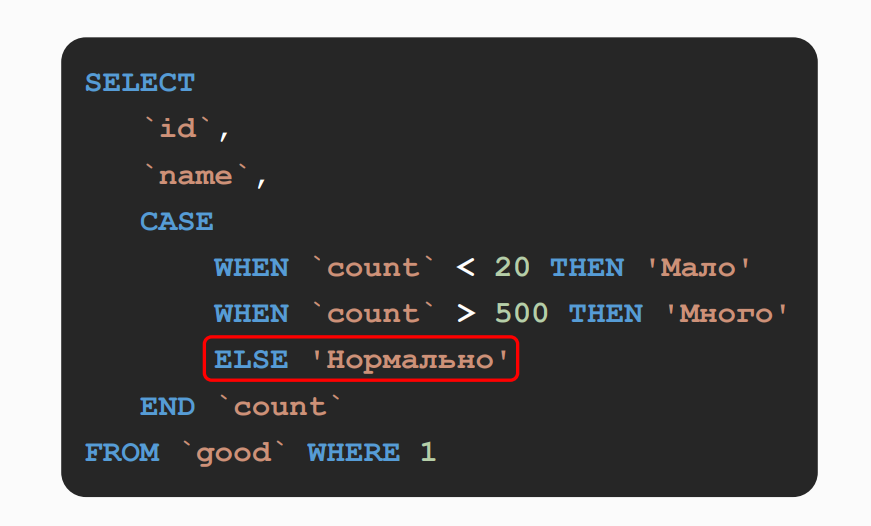 SELECT
`id`,
`name`,
CASE
WHEN `count` < 20 THEN 'Мало'
WHEN `count` > 500 THEN 'Много'
ELSE 'Нормально'
END `count`
FROM `good` WHERE 1